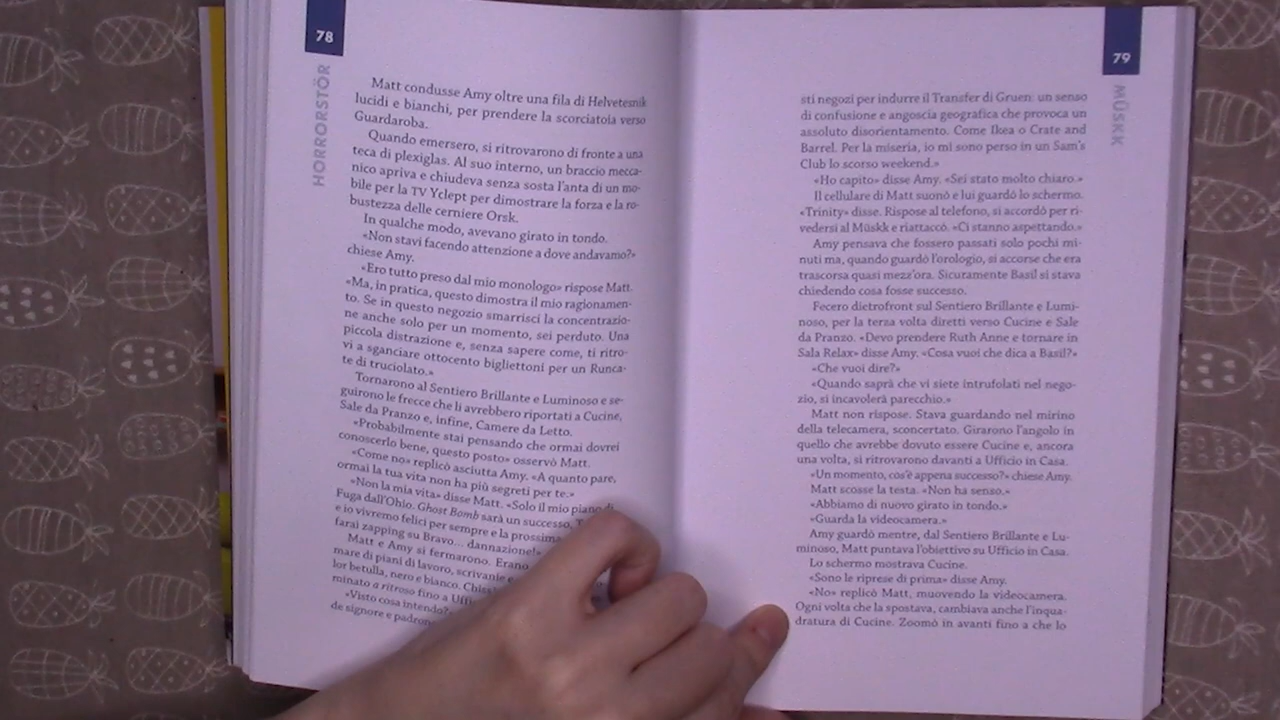 78
HORRORSTÖR
Matt condusse Amy oltre una fila di Helvetesnik
lucidi e bianchi, per prendere la scorciatoia verso
Guardaroba.
Quando emersero, si ritrovarono di fronte a una
teca di plexiglas. Al suo interno, un braccio mecca-
nico apriva e chiudeva senza sosta l'anta di un mo-
bile per la TV Yclept per dimostrare la forza e la ro-
bustezza delle cerniere Orsk.
In qualche modo, avevano girato in tondo.
«Non stavi facendo attenzione a dove andavamo?»
chiese Amy.
«Ero tutto preso dal mio monologo» rispose Matt.
«Ma, in pratica, questo dimostra il mio ragionamen-
to. Se in questo negozio smarrisci la concentrazio-
ne anche solo per un momento, sei perduto. Una
piccola distrazione e, senza sapere come, ti ritro-
vi a sganciare ottocento bigliettoni per un Runca-
te di truciolato.»
Tornarono al Sentiero Brillante e Luminoso e se-
guirono le frecce che li avrebbero riportati a Cucine,
Sale da Pranzo e, infine, Camere da Letto.
«Probabilmente stai pensando che ormai dovrei
conoscerlo bene, questo posto» osservò Matt.
«Come no» replicò asciutta Amy. «A quanto pare,
ormai la tua vita non ha più segreti per te.»
«Non la mia vita» disse Matt. «Solo il mio piano di
Fuga dall'Ohio. Ghost Bomb sarà un successo.
e io vivremo felici per sempre e la prossima
farai zapping su Bravo... dannazione!»
Matt e Amy si fermarono. Erano
mare di piani di lavoro, scrivanie e
lor betulla, nero e bianco.
minato a ritroso fino a
«Visto cosa intendo?»
de signore e
79
MÜSKK
sti negozi per indurre il Transfer di Gruen: un senso
di confusione e angoscia geografica che provoca un
assoluto disorientamento. Come Ikea o Crate and
Barrel. Per la miseria, io mi sono perso in un Sam's
Club lo scorso weekend.»
«Ho capito» disse Amy. «Sei stato molto chiaro.»
Il cellulare di Matt suonò e lui guardò lo schermo.
«Trinity» disse. Rispose al telefono, si accordò per ri-
vedersi al Müskk e riattaccò. «Ci stanno aspettando.»
Amy pensava che fossero passati solo pochi mi-
nuti ma, quando guardò l'orologio, si accorse che era
trascorsa quasi mezz'ora. Sicuramente Basil si stava
chiedendo cosa fosse successo.
Fecero dietrofront sul Sentiero Brillante e Lumi-
noso, per la terza volta diretti verso Cucine e Sale
da Pranzo. «Devo prendere Ruth Anne e tornare in
Sala Relax» disse Amy. «Cosa vuoi che dica a Basil?»
«Che vuoi dire?»
«Quando saprà che vi siete intrufolati nel nego-
zio, si incavolerà parecchio.»
Matt non rispose. Stava guardando nel mirino
della telecamera, sconcertato. Girarono l'angolo in
quello che avrebbe dovuto essere Cucine e, ancora
una volta, si ritrovarono davanti a Ufficio in Casa.
«Un momento, cos'è appena successo?» chiese Amy.
Matt scosse la testa. «Non ha senso.»
«Abbiamo di nuovo girato in tondo.»
«Guarda la videocamera.»
Amy guardò mentre, dal Sentiero Brillante e Lu-
minoso, Matt puntava l'obiettivo su Ufficio in Casa.
Lo schermo mostrava Cucine.
«Sono le riprese di prima» disse Amy.
«No» replicò Matt, muovendo la videocamera.
Ogni volta che la spostava, cambiava anche l'inqua-
dratura di Cucine. Zoomò in avanti fino a che lo